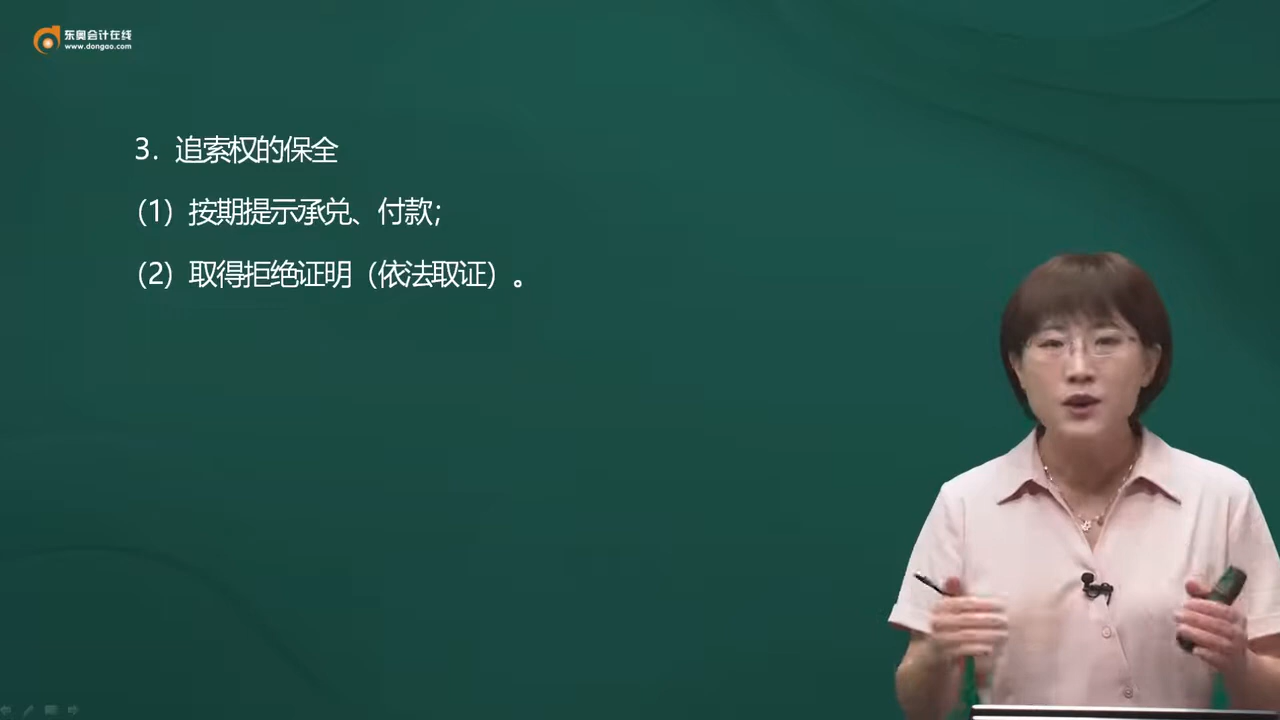 东奥会计在线
www.dongao.com
3. 追索权的保全
（1）按期提示承兑、付款；
（2）取得拒绝证明（依法取证）。